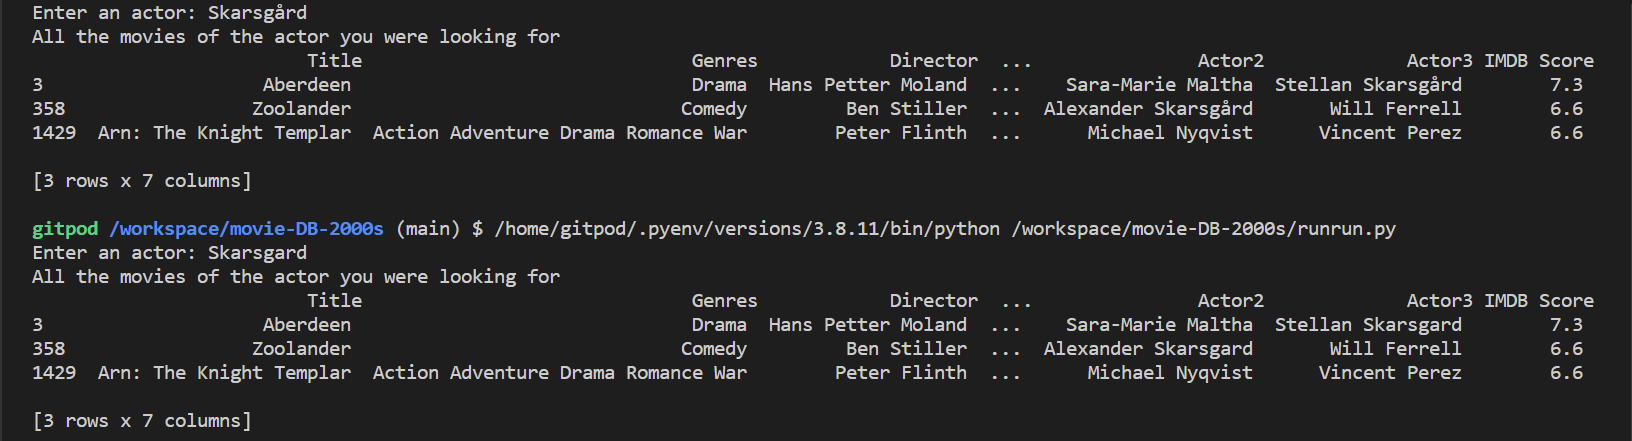 Enter an actor: Skarsgård
All the movies of the actor you were looking for
Title Genres Director ... Actor2 Actor3 IMDB Score
3 Aberdeen Drama Hans Petter Moland ... Sara-Marie Maltha Stellan Skarsgård 7.3
358 Zoolander Comedy Ben Stiller ... Alexander Skarsgård Will Ferrell 6.6
1429 Arn: The Knight Templar Action Adventure Drama Romance War Peter Flinth ... Michael Nyqvist Vincent Perez 6.6
[3 rows x 7 columns]
gitpod /workspace/movie-DB-2000s (main) $ /home/gitpod/.pyenv/versions/3.8.11/bin/python /workspace/movie-DB-2000s/runrun.py
Enter an actor: Skarsgard
All the movies of the actor you were looking for
Title Genres Director ... Actor2 Actor3 IMDB Score
3 Aberdeen Drama Hans Petter Moland ... Sara-Marie Maltha Stellan Skarsgard 7.3
358 Zoolander Comedy Ben Stiller ... Alexander Skarsgard Will Ferrell 6.6
1429 Arn: The Knight Templar Action Adventure Drama Romance War Peter Flinth ... Michael Nyqvist Vincent Perez 6.6
[3 rows x 7 columns]